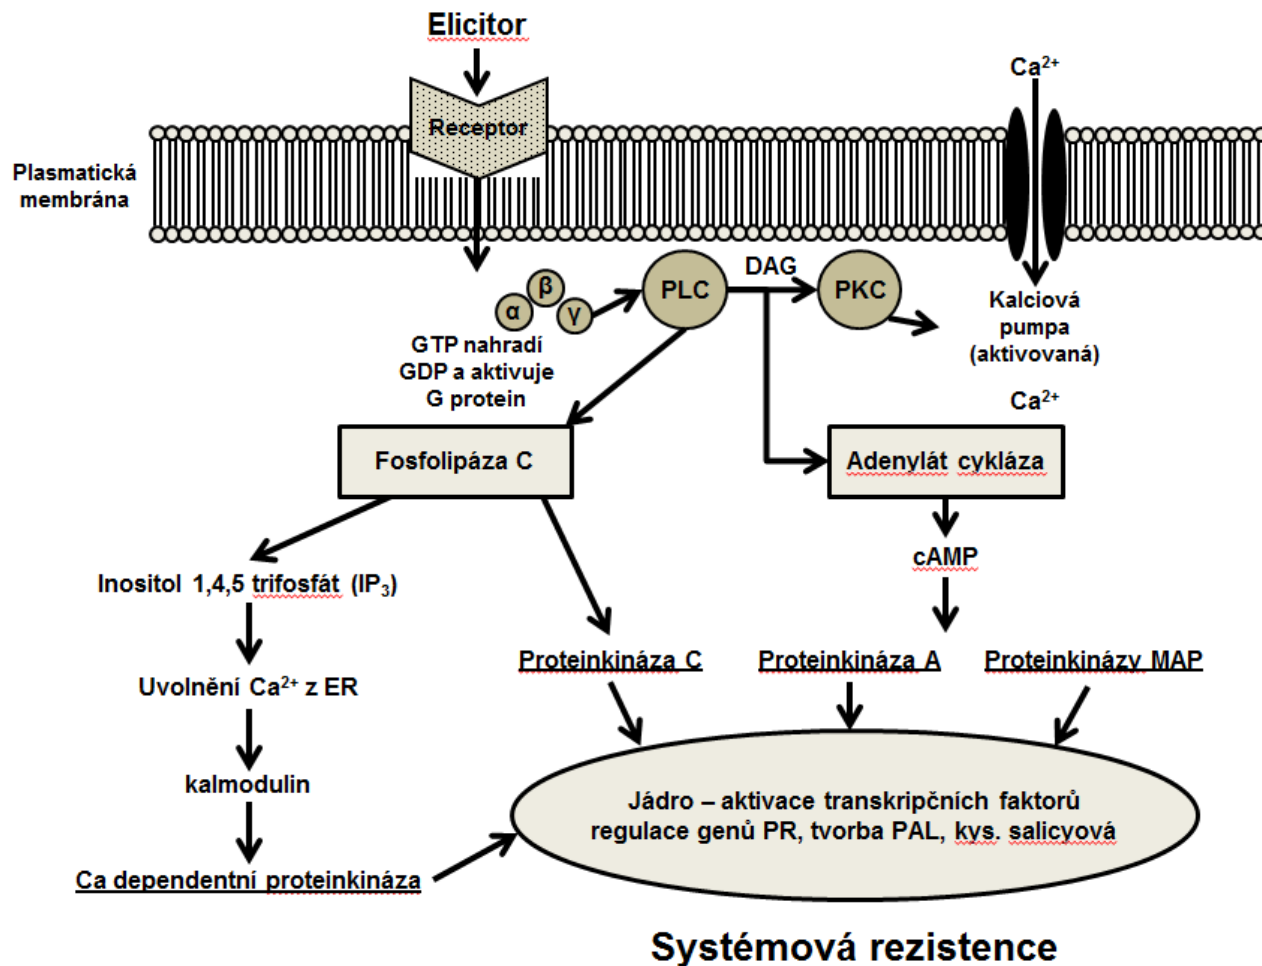 Elicitor
Ca²⁺
Receptor
Plasmatická
membrána
α
β
γ
PLC
DAG
PKC
GTP nahradí
GDP a aktivuje
G protein
Kalciová
pumpa
(aktivovaná)
Ca²⁺
Fosfolipáza C
Adenylát cykláza
Inositol 1,4,5 trifosfát (IP₃)
cAMP
Uvolnění Ca²⁺ z ER
Proteinkináza C
Proteinkináza A
Proteinkinázy MAP
kalmodulin
Ca dependentní proteinkináza
Jádro – aktivace transkripčních faktorů
regulace genů PR, tvorba PAL, kys. salicyová
Systémová rezistence